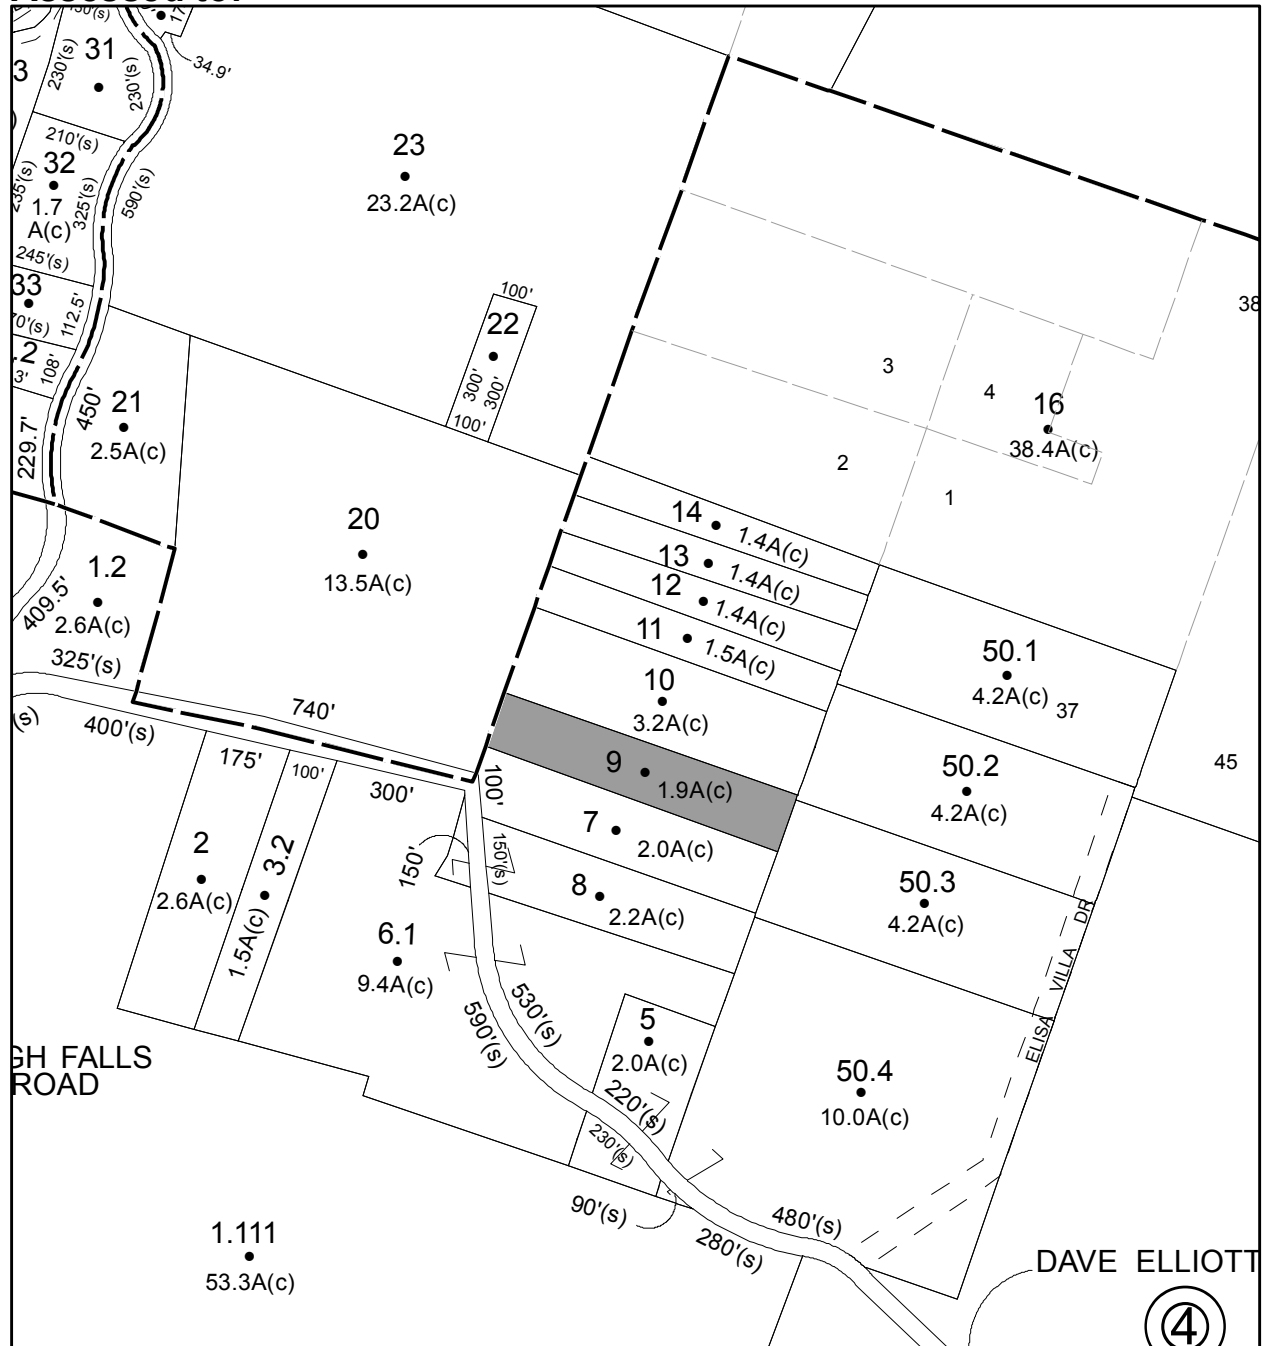 31
230'(s)
230'(s)
34.9'
3
210'(s)
32
1.7
A(c)
235'(s)
325'(s)
590'(s)
245'(s)
33
112.5'
108'
3'
23
23.2A(c)
100'
22
300'
300'
100'
21
2.5A(c)
450'
229.7'
20
13.5A(c)
1.2
2.6A(c)
409.5'
325'(s)
400'(s)
740'
175'
100'
300'
100'
38
3
4
16
38.4A(c)
2
1
14
1.4A(c)
13
1.4A(c)
12
1.4A(c)
11
1.5A(c)
10
3.2A(c)
9
1.9A(c)
7
2.0A(c)
8
2.2A(c)
50.1
4.2A(c)
37
50.2
4.2A(c)
45
50.3
4.2A(c)
50.4
10.0A(c)
ELISA VILLA DR
2
2.6A(c)
3.2
1.5A(c)
150'
150'(s)
6.1
9.4A(c)
530'(s)
590'(s)
5
2.0A(c)
220'(s)
230'(s)
90'(s)
280'(s)
480'(s)
GH FALLS
ROAD
1.111
53.3A(c)
DAVE ELLIOTT
4